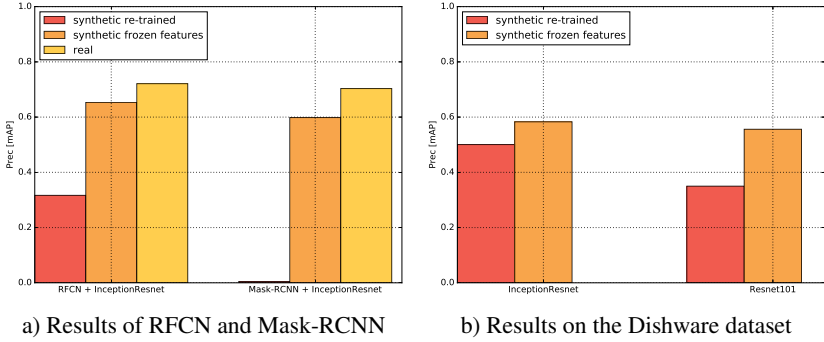 synthetic re-trained
synthetic frozen features
real
Prec [mAP]
1.0
0.8
0.6
0.4
0.2
0.0
RFCN + InceptionResnet
Mask-RCNN + InceptionResnet
a) Results of RFCN and Mask-RCNN
synthetic re-trained
synthetic frozen features
Prec [mAP]
1.0
0.8
0.6
0.4
0.2
0.0
InceptionResnet
Resnet101
b) Results on the Dishware dataset